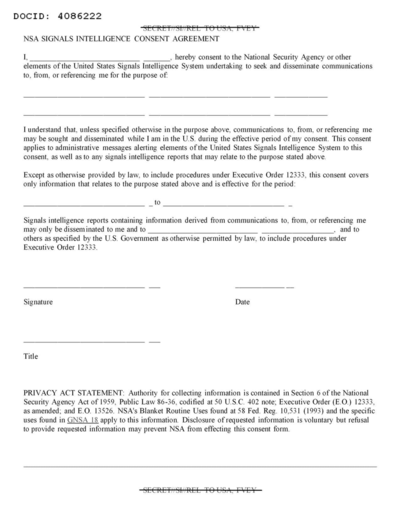 DOCID: 4086222
SECRET//SI//REL TO USA, FVEY
NSA SIGNALS INTELLIGENCE CONSENT AGREEMENT
I, ____________________________________, hereby consent to the National Security Agency or other
elements of the United States Signals Intelligence System undertaking to seek and disseminate communications
to, from, or referencing me for the purpose of:
I understand that, unless specified otherwise in the purpose above, communications to, from, or referencing me
may be sought and disseminated while I am in the U.S. during the effective period of my consent. This consent
applies to administrative messages alerting elements of the United States Signals Intelligence System to this
consent, as well as to any signals intelligence reports that may relate to the purpose stated above.
Except as otherwise provided by law, to include procedures under Executive Order 12333, this consent covers
only information that relates to the purpose stated above and is effective for the period:
_______________________________ _ to _______________________________ _
Signals intelligence reports containing information derived from communications to, from, or referencing me
may only be disseminated to me and to ____________________________ ___________________, and to
others as specified by the U.S. Government as otherwise permitted by law, to include procedures under
Executive Order 12333.
Signature Date
Title
PRIVACY ACT STATEMENT: Authority for collecting information is contained in Section 6 of the National
Security Agency Act of 1959, Public Law 86-36, codified at 50 U.S.C. 402 note; Executive Order (E.O.) 12333,
as amended; and E.O. 13526. NSA's Blanket Routine Uses found at 58 Fed. Reg. 10,531 (1993) and the specific
uses found in GNSA 18 apply to this information. Disclosure of requested information is voluntary but refusal
to provide requested information may prevent NSA from effecting this consent form.
SECRET//SI//REL TO USA, FVEY